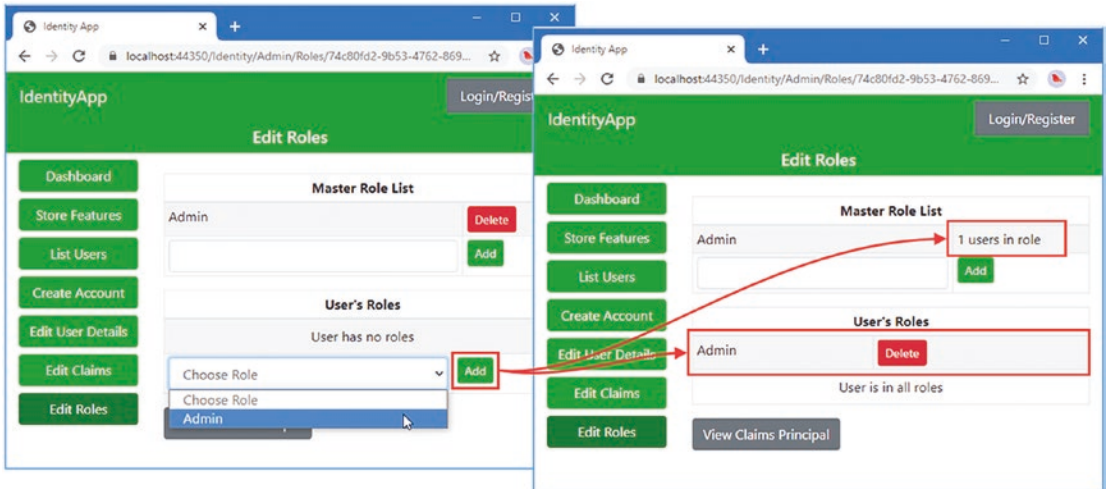 Identity App
localhost:44350/Identity/Admin/Roles/74c80fd2-9b53-4762-869...
IdentityApp
Login/Regist
Edit Roles
Dashboard
Store Features
List Users
Create Account
Edit User Details
Edit Claims
Edit Roles
Master Role List
Admin
Delete
Add
User's Roles
User has no roles
Choose Role
Add
Choose Role
Admin
Identity App
localhost:44350/Identity/Admin/Roles/74c80fd2-9b53-4762-869...
IdentityApp
Login/Register
Edit Roles
Dashboard
Store Features
List Users
Create Account
Edit User Details
Edit Claims
Edit Roles
Master Role List
Admin
1 users in role
Add
User's Roles
Admin
Delete
User is in all roles
View Claims Principal